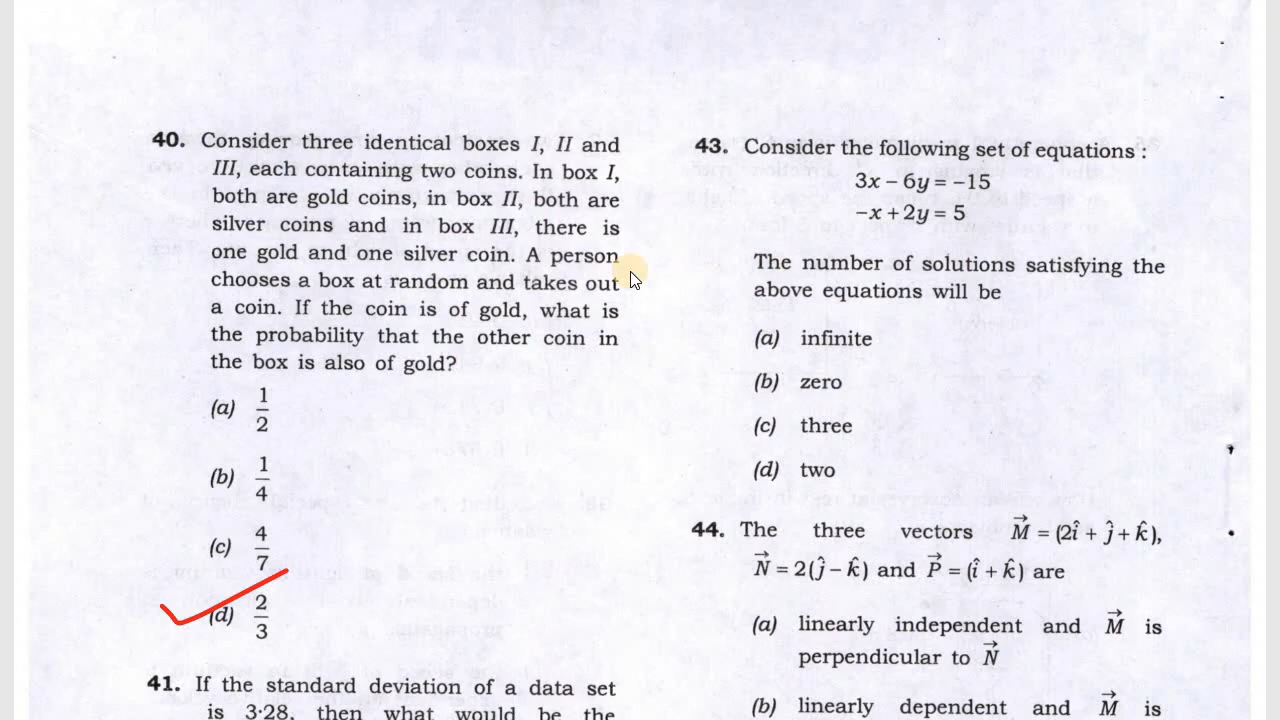 40. Consider three identical boxes I, II and
III, each containing two coins. In box I,
both are gold coins, in box II, both are
silver coins and in box III, there is
one gold and one silver coin. A person
chooses a box at random and takes out
a coin. If the coin is of gold, what is
the probability that the other coin in
the box is also of gold?
(a) 1/2
(b) 1/4
(c) 4/7
(d) 2/3
41. If the standard deviation of a data set
is 3·28, then what would be the
43. Consider the following set of equations :
3x − 6y = −15
−x + 2y = 5
The number of solutions satisfying the
above equations will be
(a) infinite
(b) zero
(c) three
(d) two
44. The three vectors M⃗ = (2î + ĵ + k̂),
N⃗ = 2(ĵ − k̂) and P⃗ = (î + k̂) are
(a) linearly independent and M⃗ is
perpendicular to N⃗
(b) linearly dependent and M⃗ is